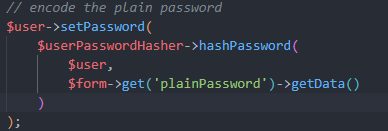 // encode the plain password
$user->setPassword(
$userPasswordHasher->hashPassword(
$user,
$form->get('plainPassword')->getData()
)
);